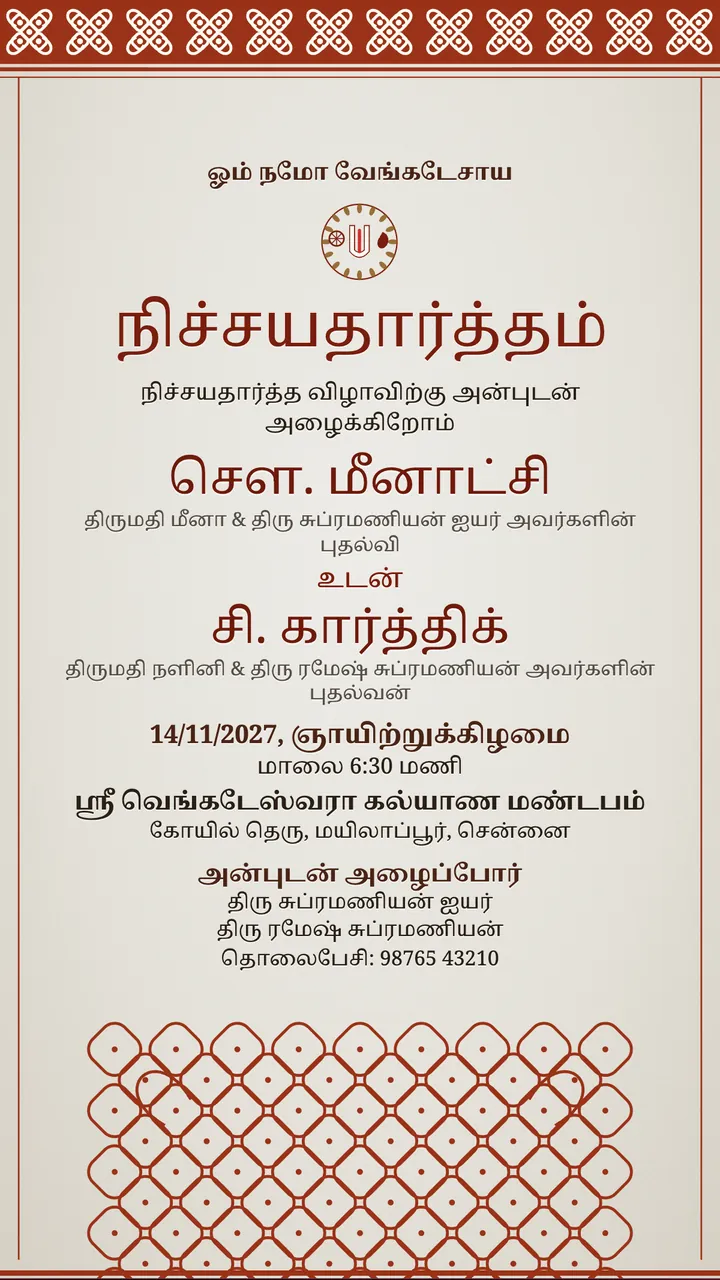 ஓம் நமோ வேங்கடேசாய
நிச்சயதார்த்தம்
நிச்சயதார்த்த விழாவிற்கு அன்புடன்
அழைக்கிறோம்
சௌ. மீனாட்சி
திருமதி மீனா & திரு சுப்ரமணியன் ஐயர் அவர்களின்
புதல்வி
உடன்
சி. கார்த்திக்
திருமதி நளினி & திரு ரமேஷ் சுப்ரமணியன் அவர்களின்
புதல்வன்
14/11/2027, ஞாயிற்றுக்கிழமை
மாலை 6:30 மணி
ஸ்ரீ வெங்கடேஸ்வரா கல்யாண மண்டபம்
கோயில் தெரு, மயிலாப்பூர், சென்னை
அன்புடன் அழைப்போர்
திரு சுப்ரமணியன் ஐயர்
திரு ரமேஷ் சுப்ரமணியன்
தொலைபேசி: 98765 43210